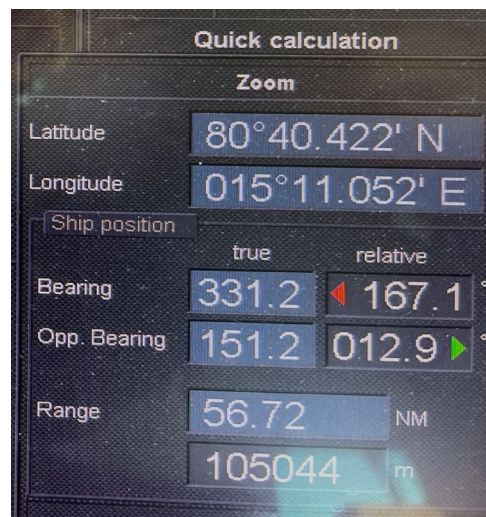 Quick calculation
Zoom
Latitude 80°40.422' N
Longitude 015°11.052' E
Ship position
true relative
Bearing 331.2 167.1 °
Opp. Bearing 151.2 012.9 °
Range 56.72 NM
105044 m